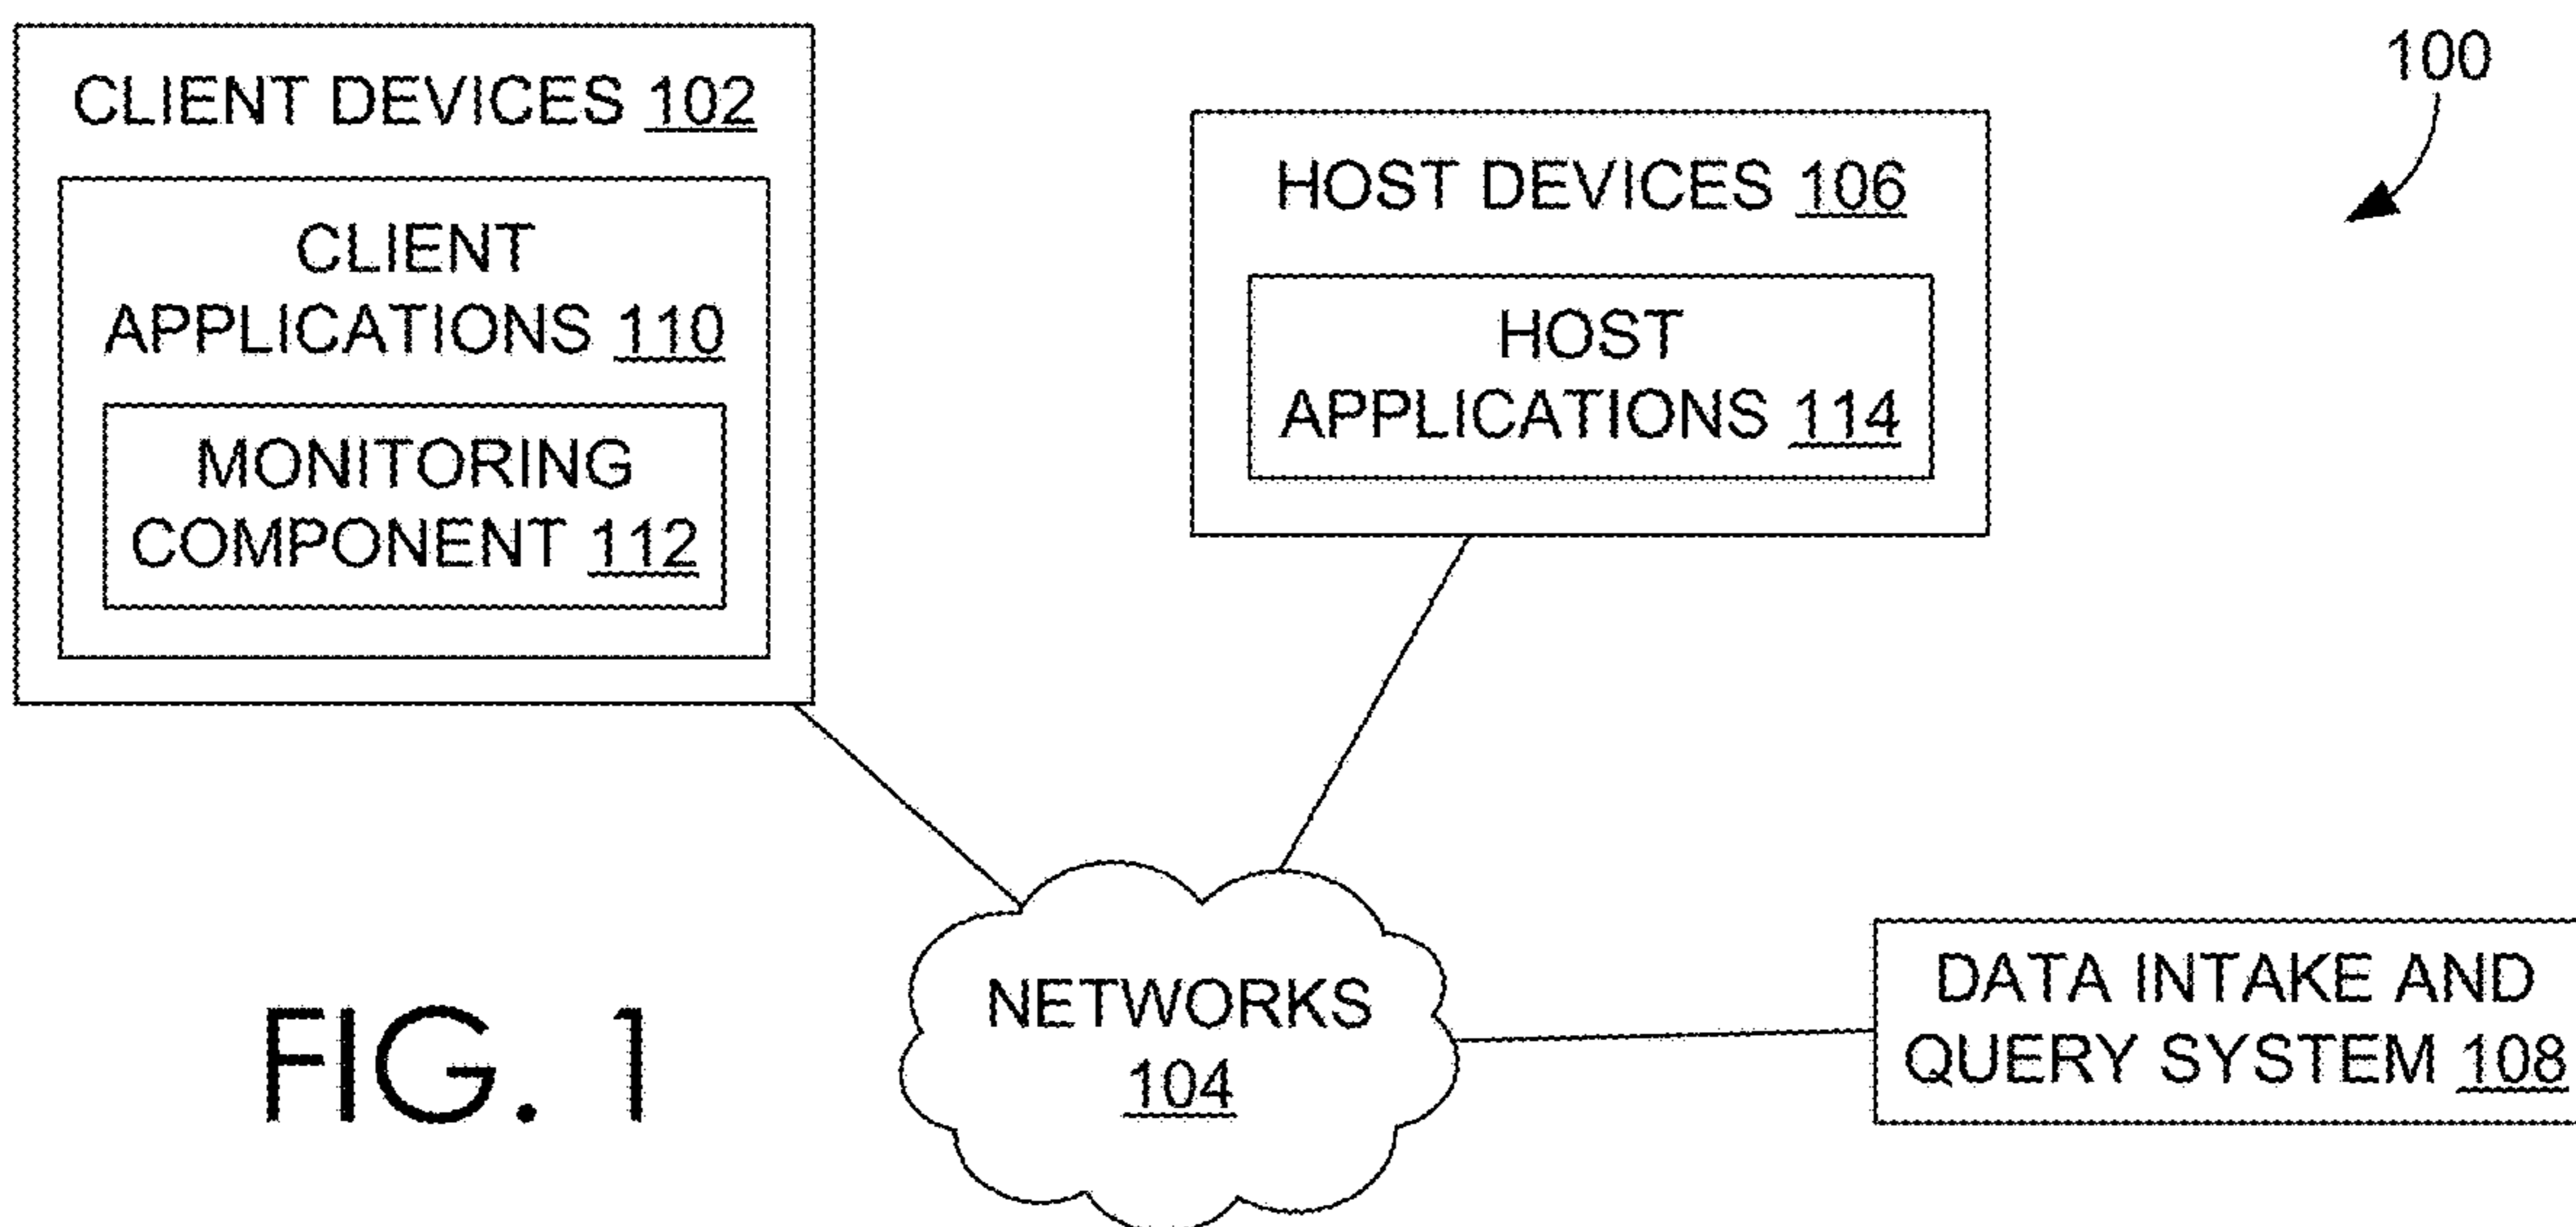 CLIENT DEVICES 102
CLIENT
APPLICATIONS 110
MONITORING
COMPONENT 112
HOST DEVICES 106
HOST
APPLICATIONS 114
100
NETWORKS
104
DATA INTAKE AND
QUERY SYSTEM 108
FIG. 1